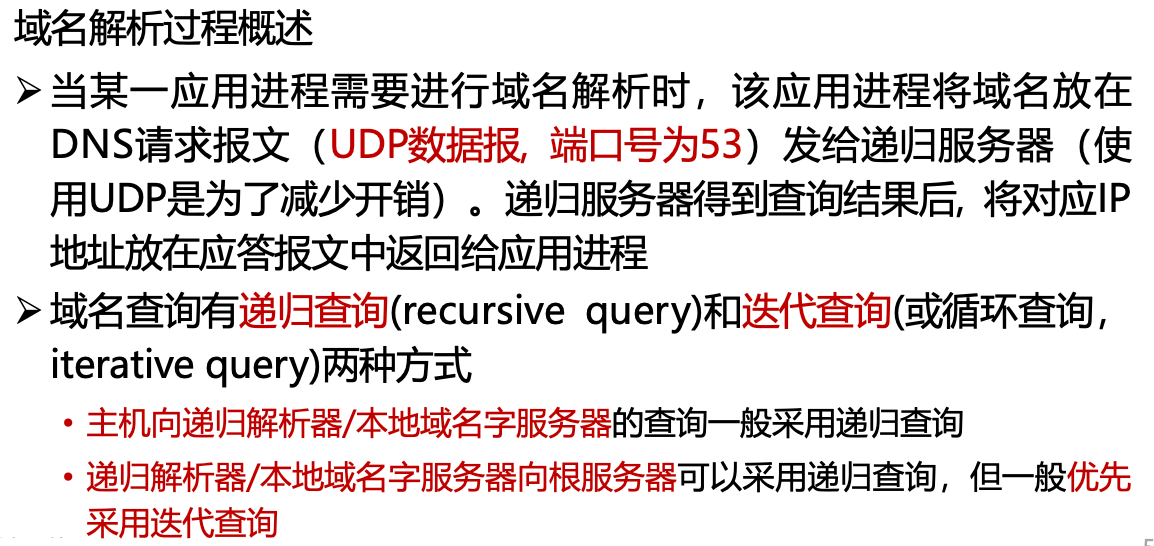 域名解析过程概述
➢ 当某一应用进程需要进行域名解析时，该应用进程将域名放在
DNS请求报文（UDP数据报, 端口号为53）发给递归服务器（使
用UDP是为了减少开销）。递归服务器得到查询结果后, 将对应IP
地址放在应答报文中返回给应用进程
➢ 域名查询有递归查询(recursive query)和迭代查询(或循环查询，
iterative query)两种方式
• 主机向递归解析器/本地域名字服务器的查询一般采用递归查询
• 递归解析器/本地域名字服务器向根服务器可以采用递归查询，但一般优先
采用迭代查询